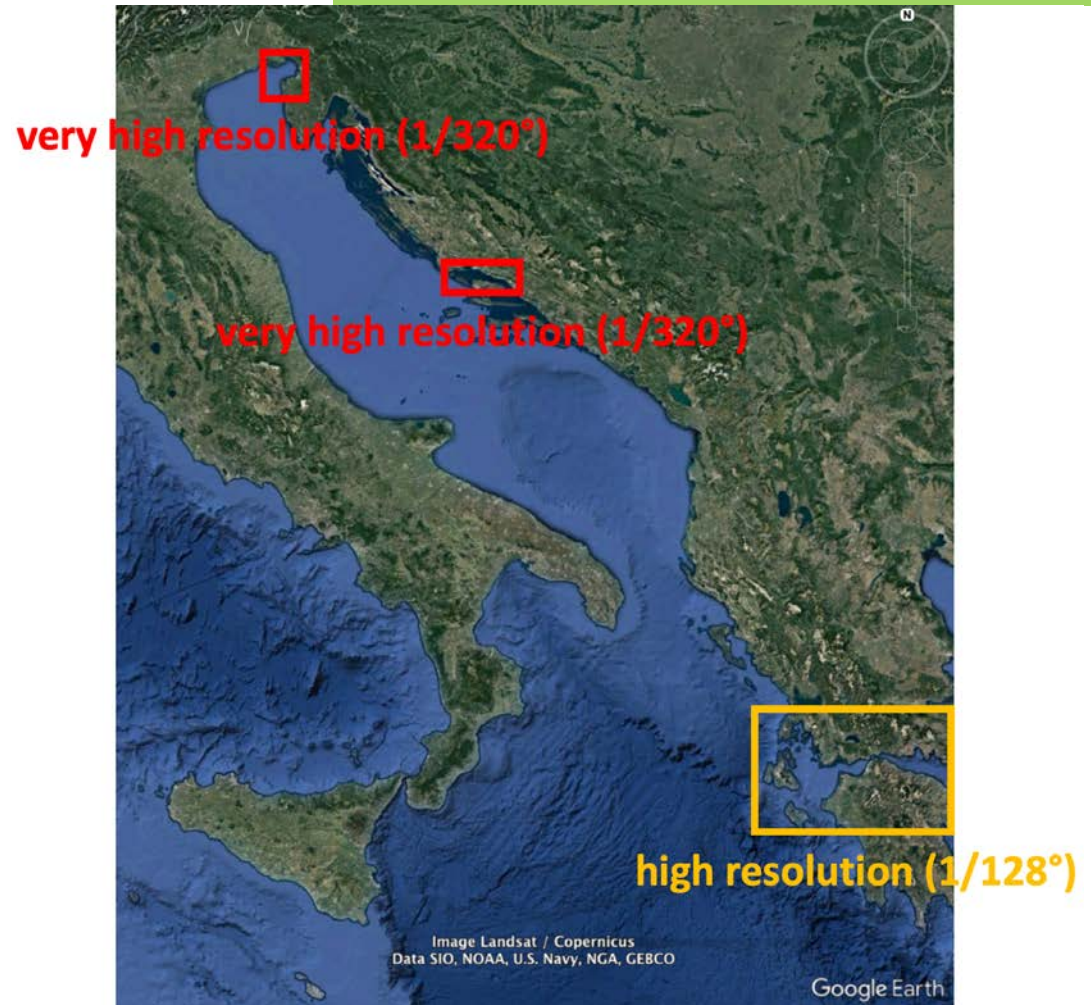 N
very high resolution (1/320°)
very high resolution (1/320°)
high resolution (1/128°)
Image Landsat / Copernicus
Data SIO, NOAA, U.S. Navy, NGA, GEBCO
Google Earth